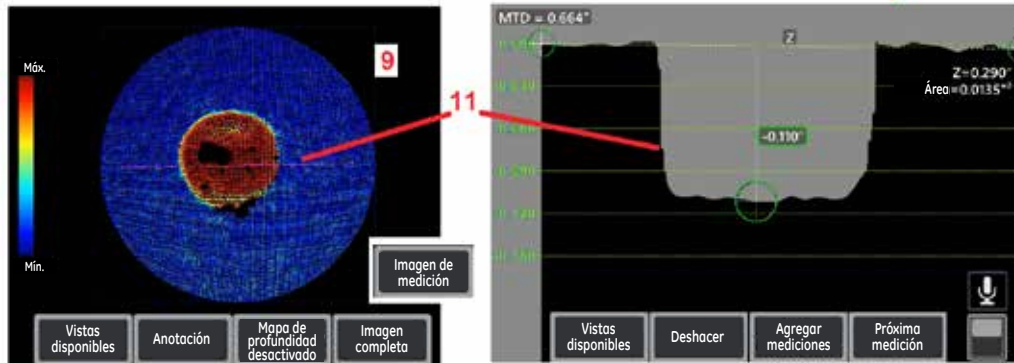 Máx.
9
Mín.
Imagen de
medición
Vistas
disponibles
Anotación
Mapa de
profundidad
desactivado
Imagen
completa
11
MTD = 0.664"
Z
Z=0.290"
Área=0.0135"²
-0.110"
Vistas
disponibles
Deshacer
Agregar
mediciones
Próxima
medición